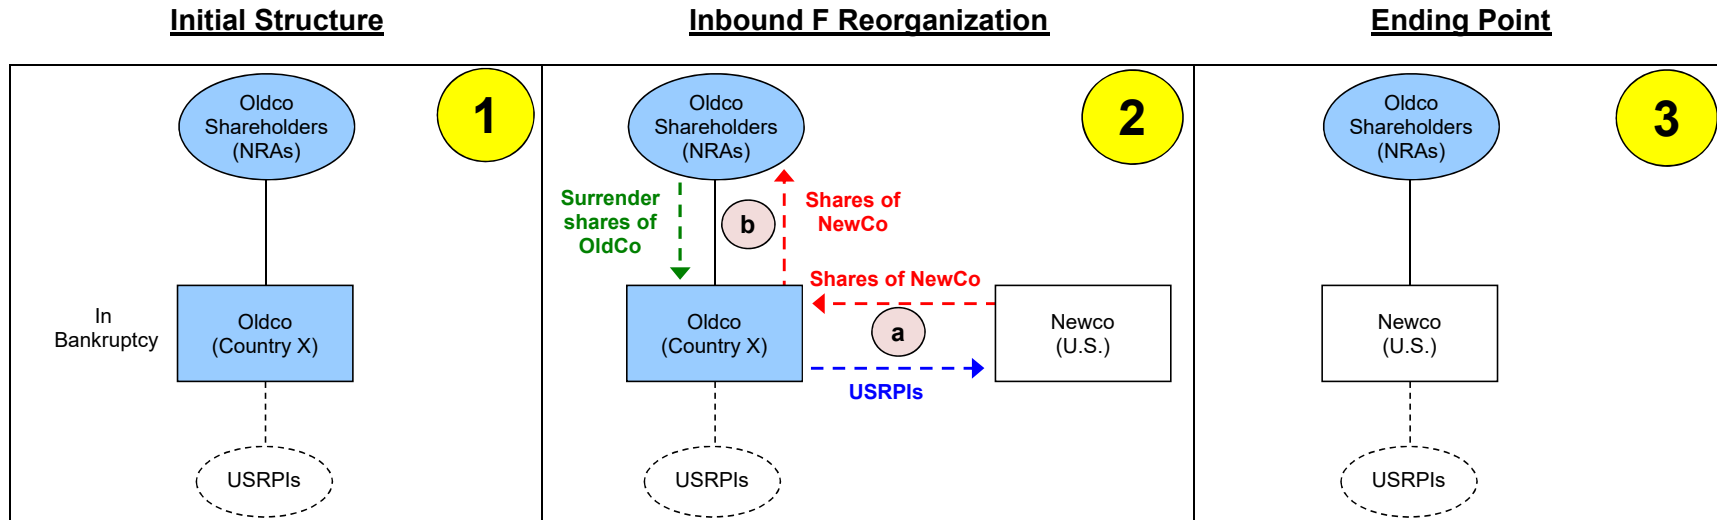 Initial Structure
Inbound F Reorganization
Ending Point
Oldco
Shareholders
(NRAs)
1
In
Bankruptcy
Oldco
(Country X)
USRPIs
Oldco
Shareholders
(NRAs)
2
Surrender
shares of
OldCo
b
Shares of
NewCo
Shares of NewCo
Oldco
(Country X)
a
Newco
(U.S.)
USRPIs
USRPIs
Oldco
Shareholders
(NRAs)
3
Newco
(U.S.)
USRPIs